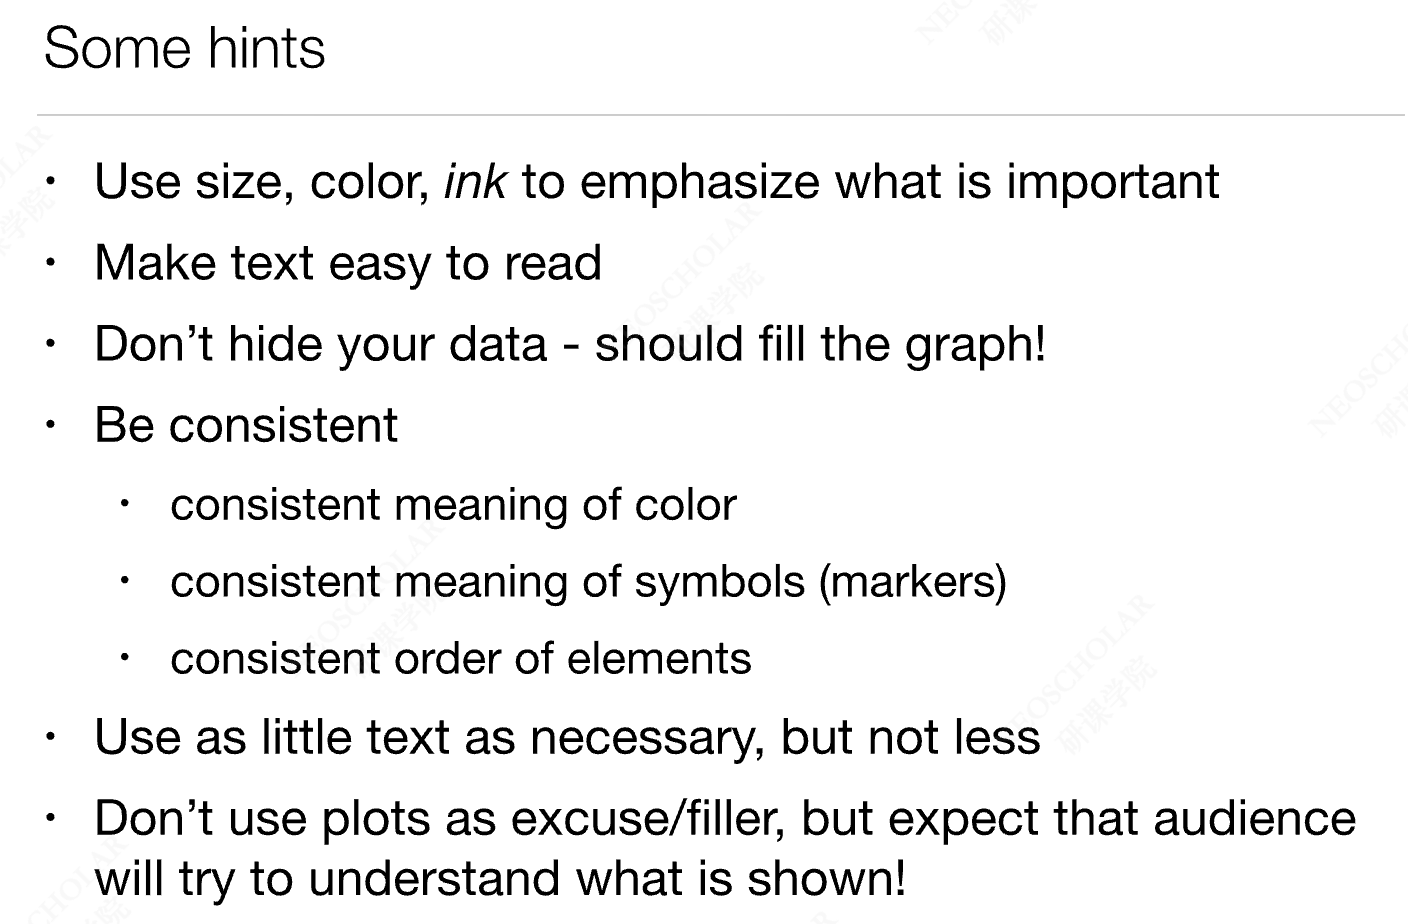 Some hints
• Use size, color, ink to emphasize what is important
• Make text easy to read
• Don’t hide your data - should fill the graph!
• Be consistent
• consistent meaning of color
• consistent meaning of symbols (markers)
• consistent order of elements
• Use as little text as necessary, but not less
• Don’t use plots as excuse/filler, but expect that audience
will try to understand what is shown!
NEOSCHOLAR
研课学院